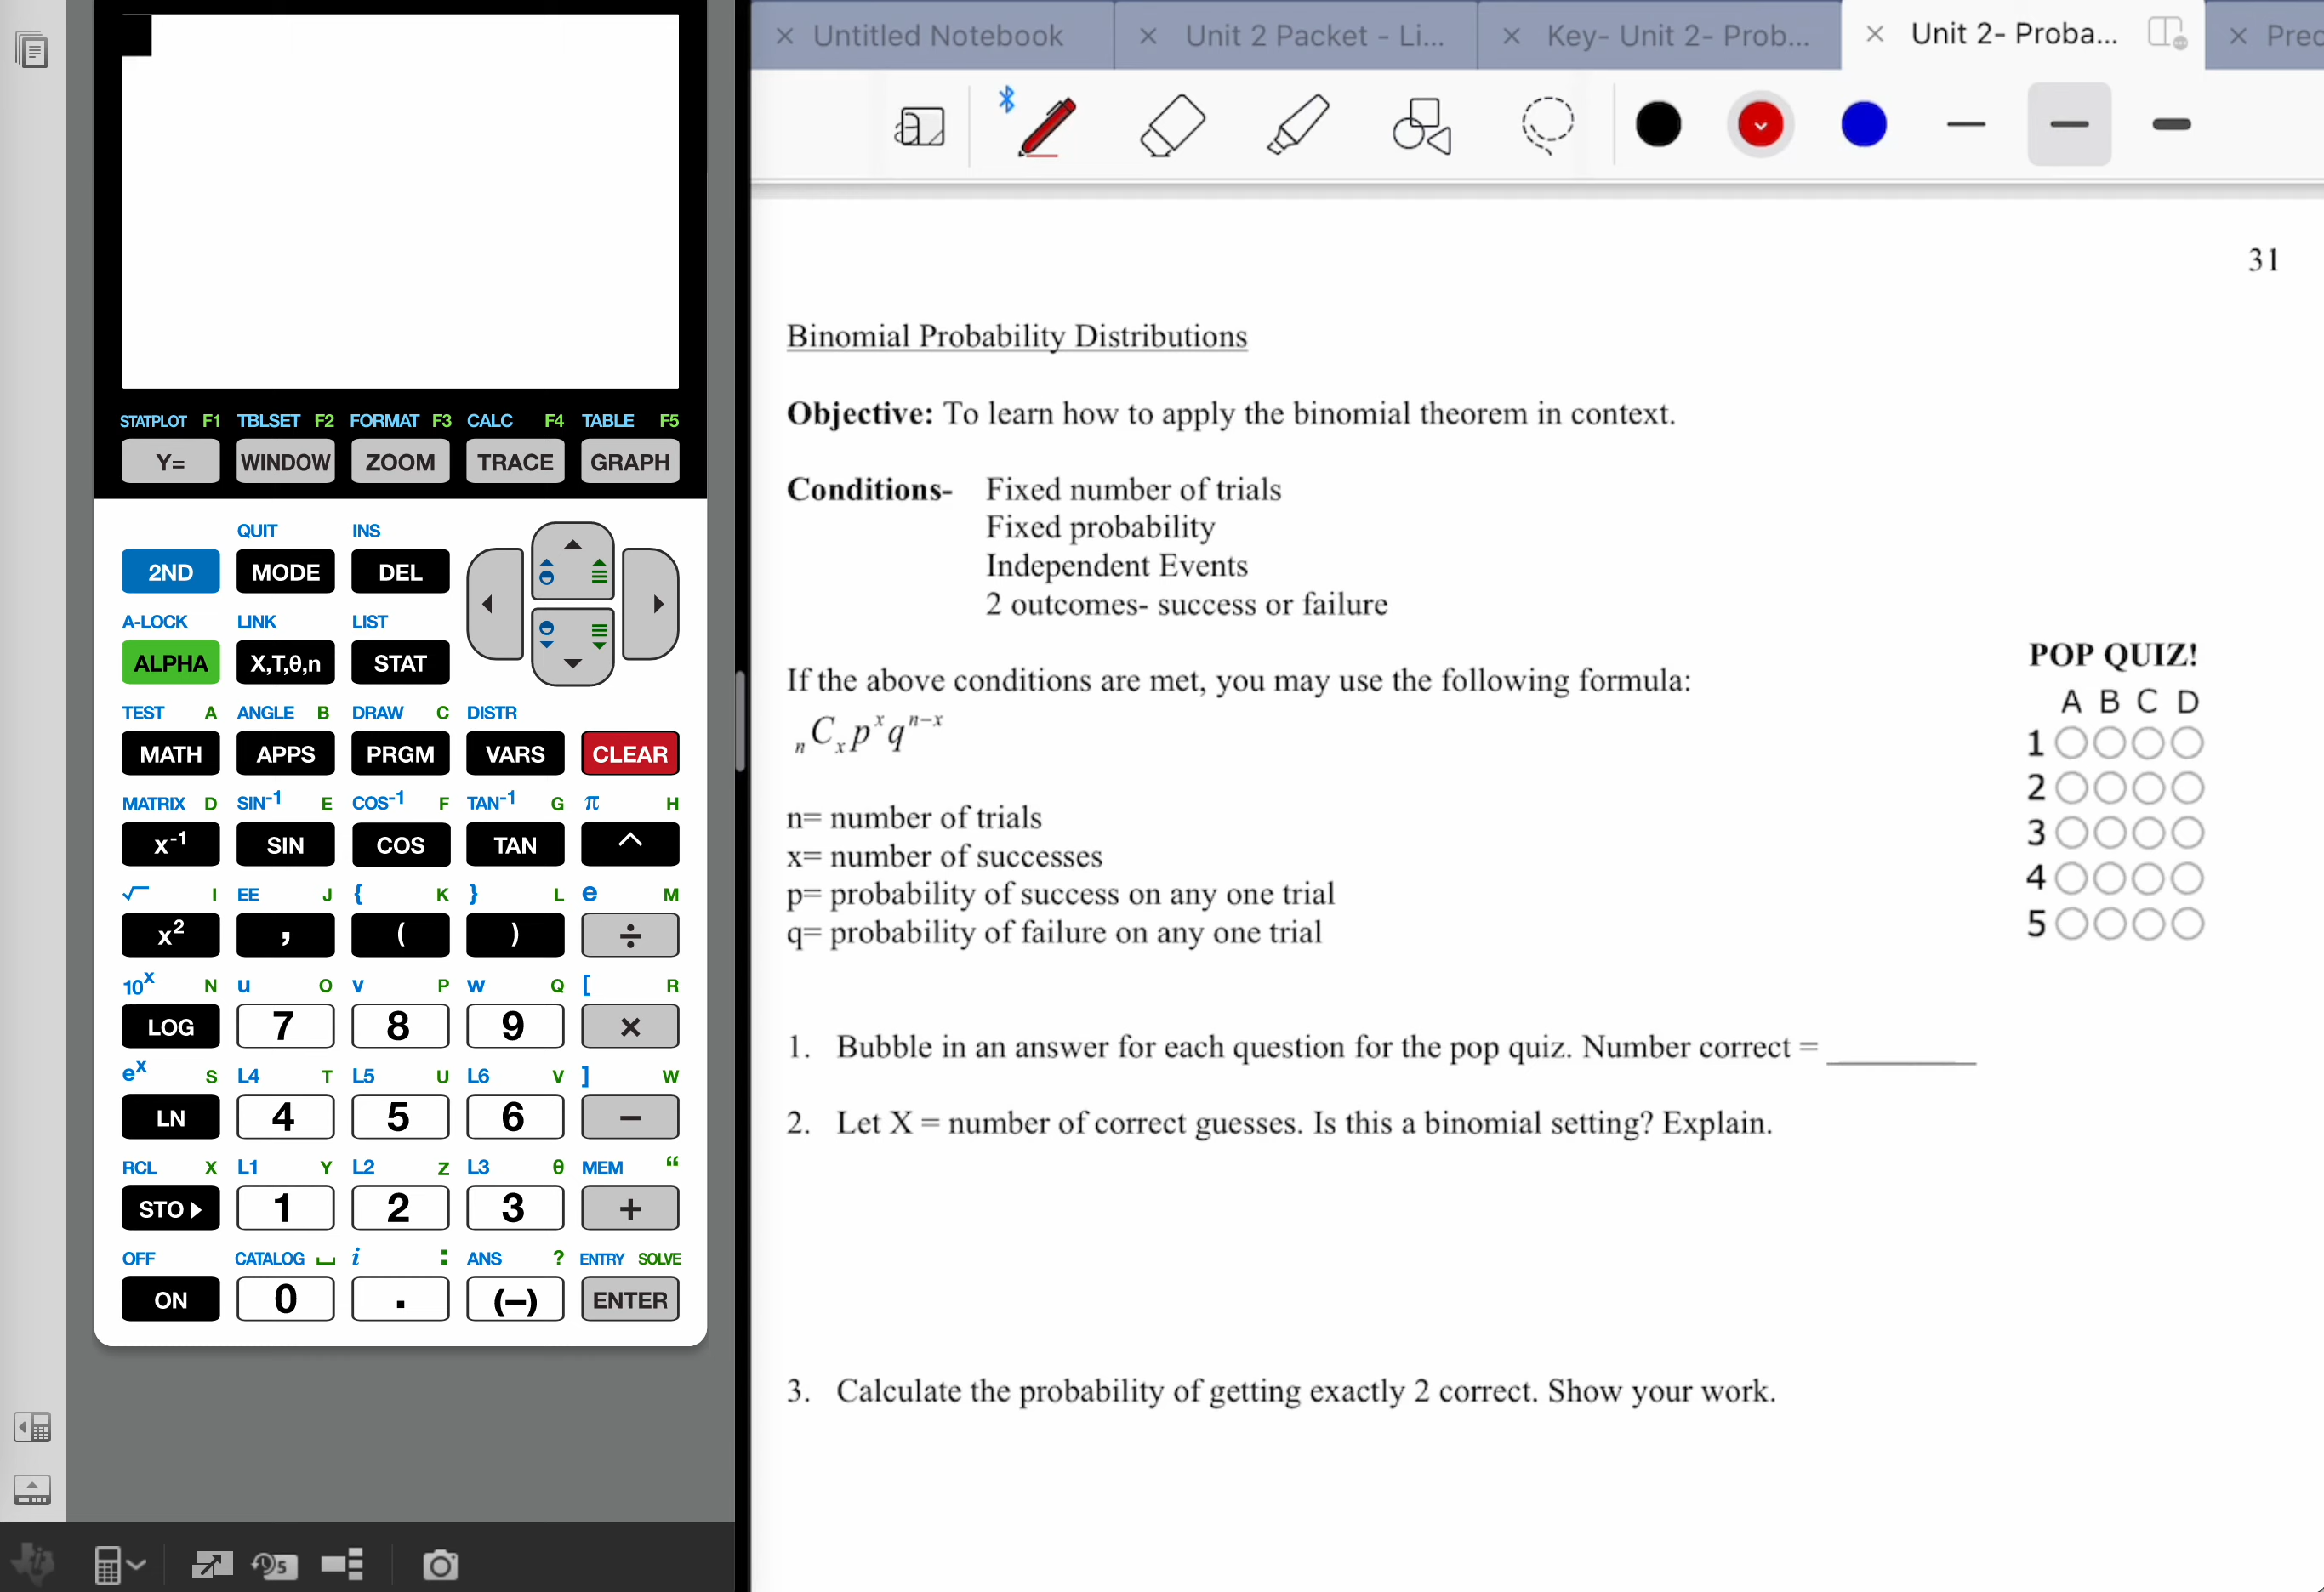 Untitled Notebook
Unit 2 Packet - Li...
Key- Unit 2- Prob...
Unit 2- Proba...
Prec
STATPLOT F1 TBLSET F2 FORMAT F3 CALC F4 TABLE F5
Y= WINDOW ZOOM TRACE GRAPH
QUIT INS
2ND MODE DEL
A-LOCK LINK LIST
ALPHA X,T,θ,n STAT
TEST A ANGLE B DRAW C DISTR
MATH APPS PRGM VARS CLEAR
MATRIX D SIN⁻¹ E COS⁻¹ F TAN⁻¹ G π H
x⁻¹ SIN COS TAN ^
√ I EE J { K } L e M
x² , ( ) ÷
10ˣ N u O v P w Q [ R
LOG 7 8 9 ×
eˣ S L4 T L5 U L6 V ] W
LN 4 5 6 −
RCL X L1 Y L2 Z L3 θ MEM “
STO▶ 1 2 3 +
OFF CATALOG ⎵ i : ANS ? ENTRY SOLVE
ON 0 . (–) ENTER
31
Binomial Probability Distributions
Objective: To learn how to apply the binomial theorem in context.
Conditions- Fixed number of trials
Fixed probability
Independent Events
2 outcomes- success or failure
If the above conditions are met, you may use the following formula:
ₙCₓpˣqⁿ⁻ˣ
n= number of trials
x= number of successes
p= probability of success on any one trial
q= probability of failure on any one trial
POP QUIZ!
A B C D
1
2
3
4
5
1. Bubble in an answer for each question for the pop quiz. Number correct = ________
2. Let X = number of correct guesses. Is this a binomial setting? Explain.
3. Calculate the probability of getting exactly 2 correct. Show your work.
5